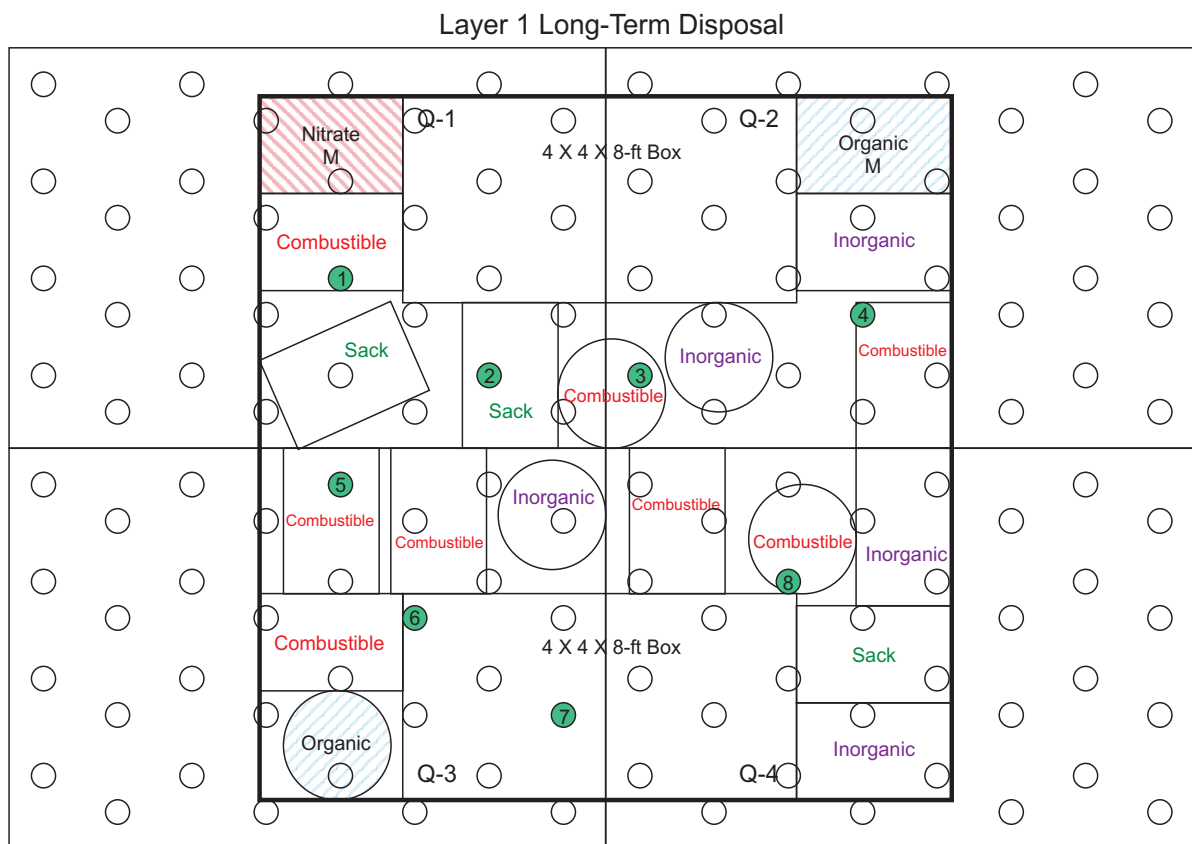 Layer 1 Long-Term Disposal
Q-1
Q-2
Nitrate
M
4 X 4 X 8-ft Box
Organic
M
Combustible
Inorganic
1
4
Sack
Inorganic
Combustible
2
3
Combustible
Sack
5
Inorganic
Combustible
Combustible
Combustible
Combustible
Inorganic
8
6
Combustible
4 X 4 X 8-ft Box
Sack
7
Organic
Inorganic
Q-3
Q-4